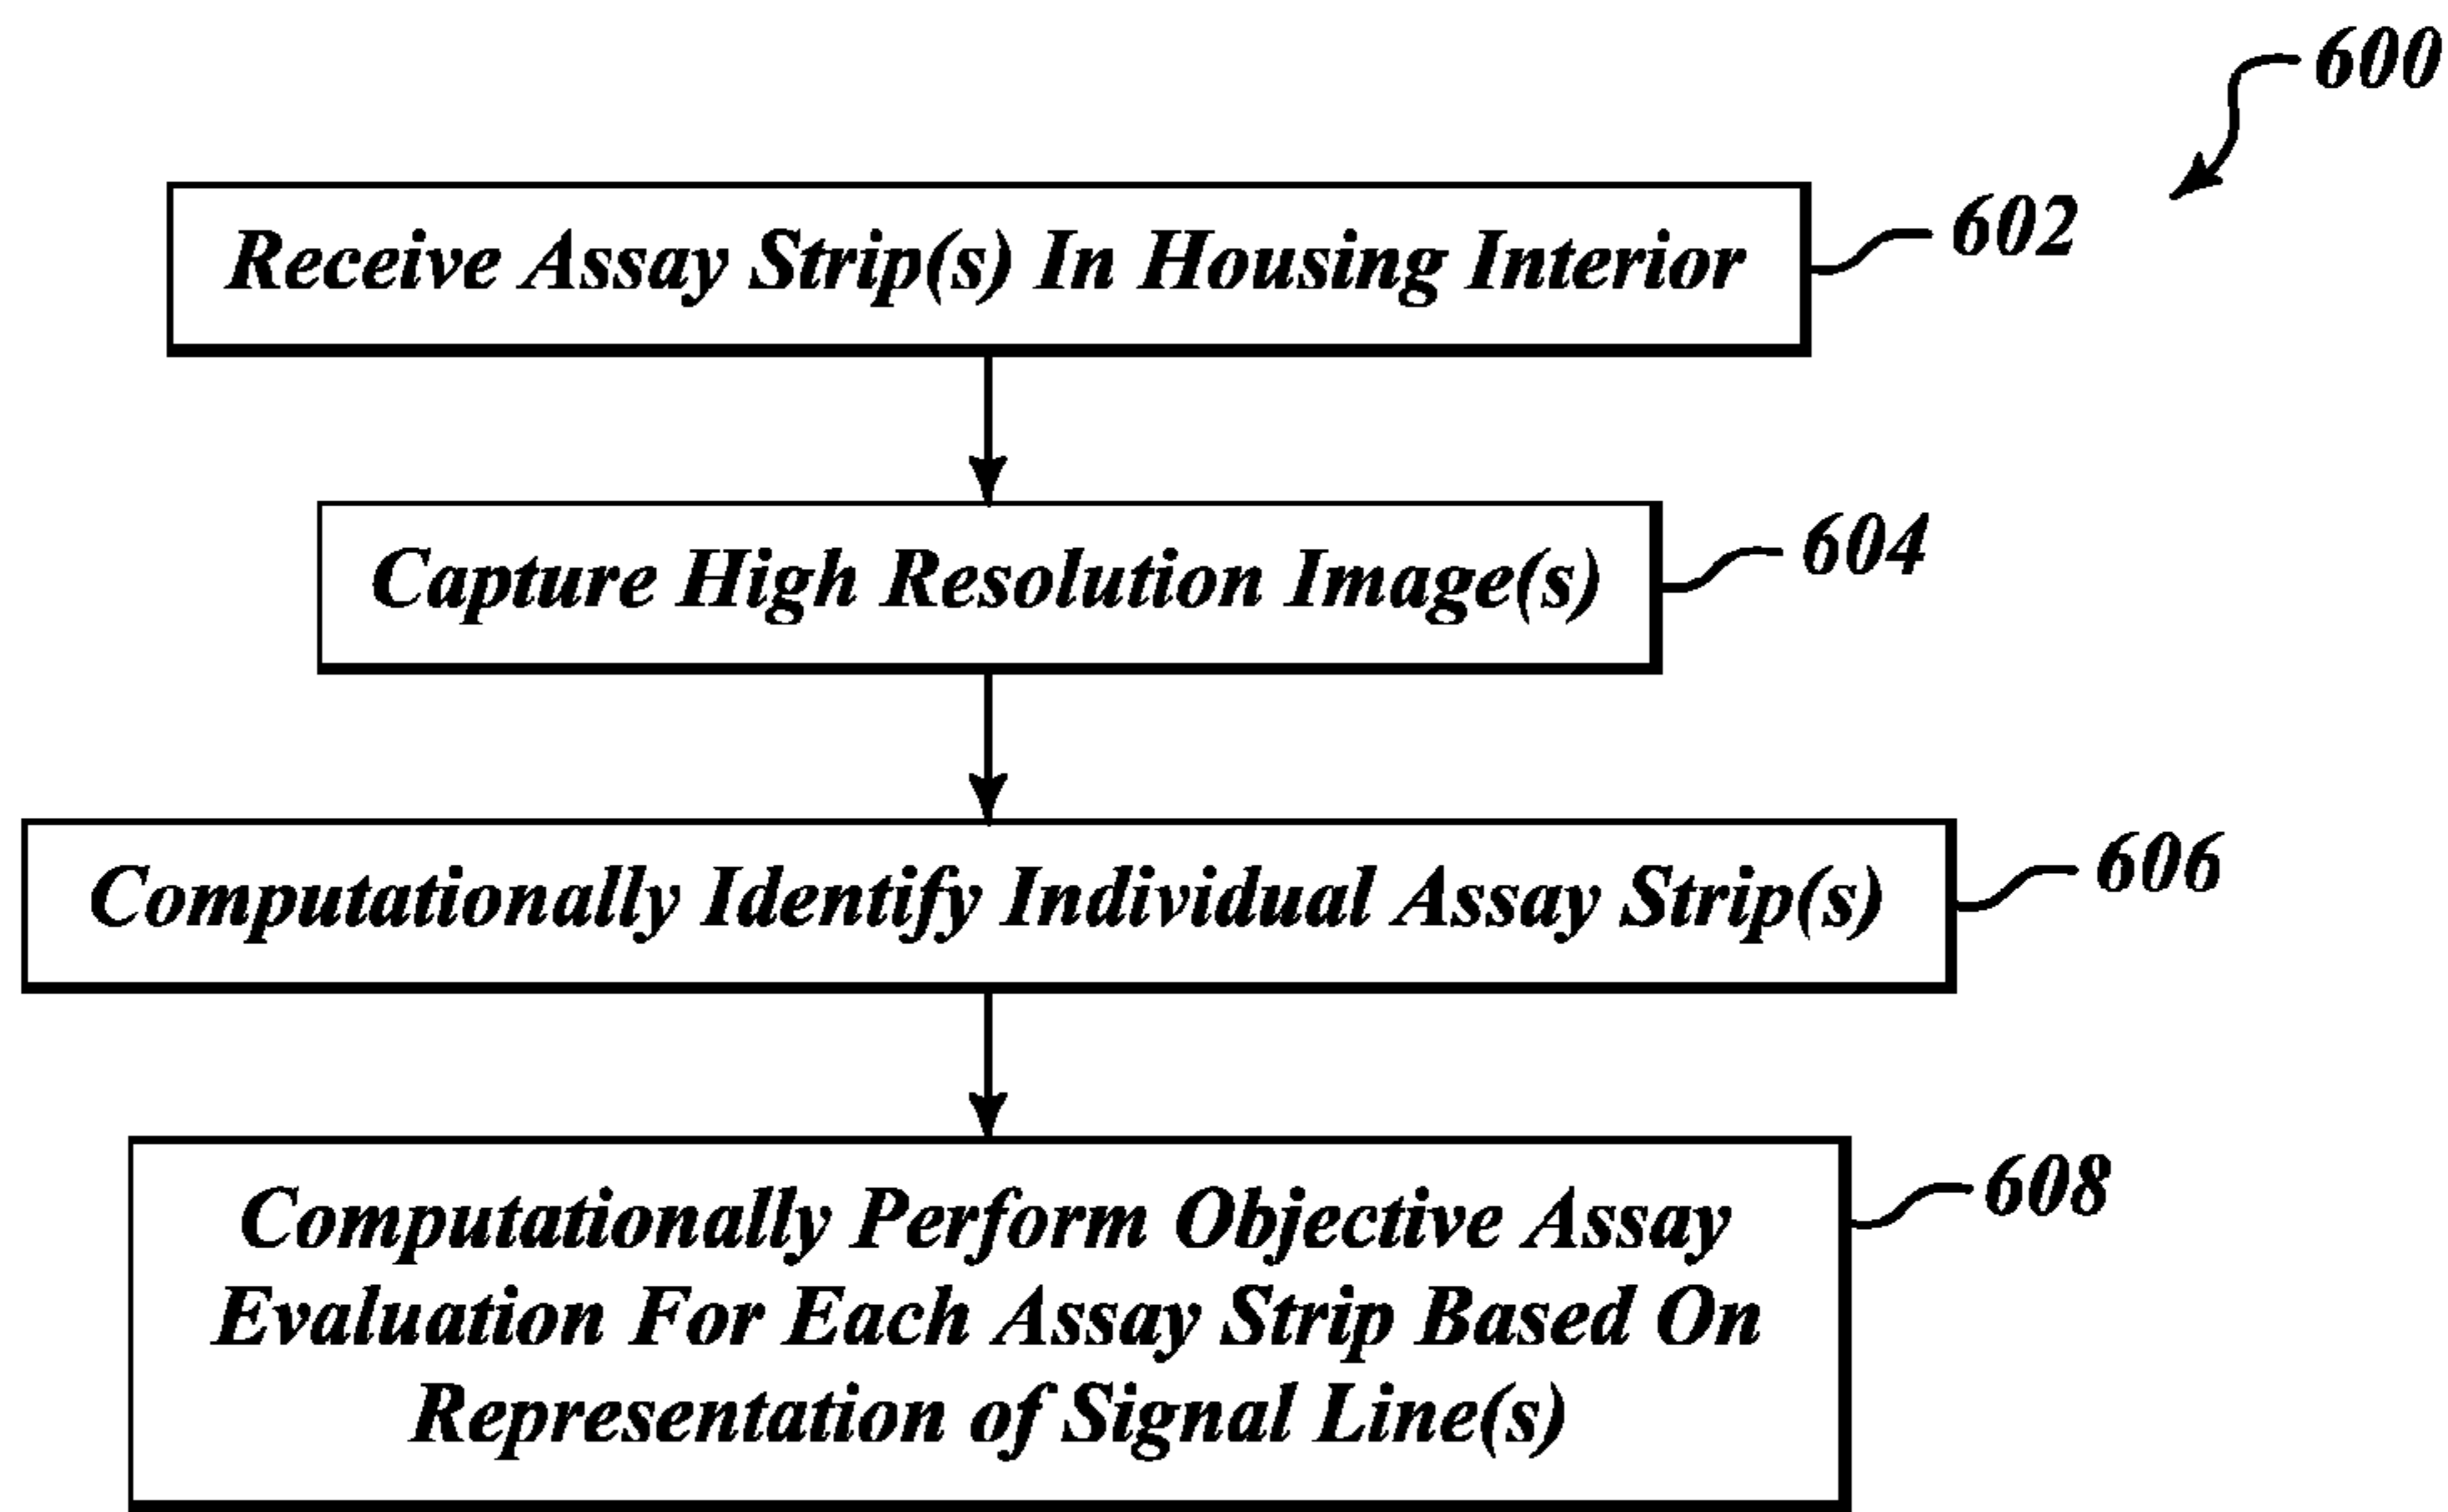 600
Receive Assay Strip(s) In Housing Interior
602
Capture High Resolution Image(s)
604
Computationally Identify Individual Assay Strip(s)
606
Computationally Perform Objective Assay
Evaluation For Each Assay Strip Based On
Representation of Signal Line(s)
608